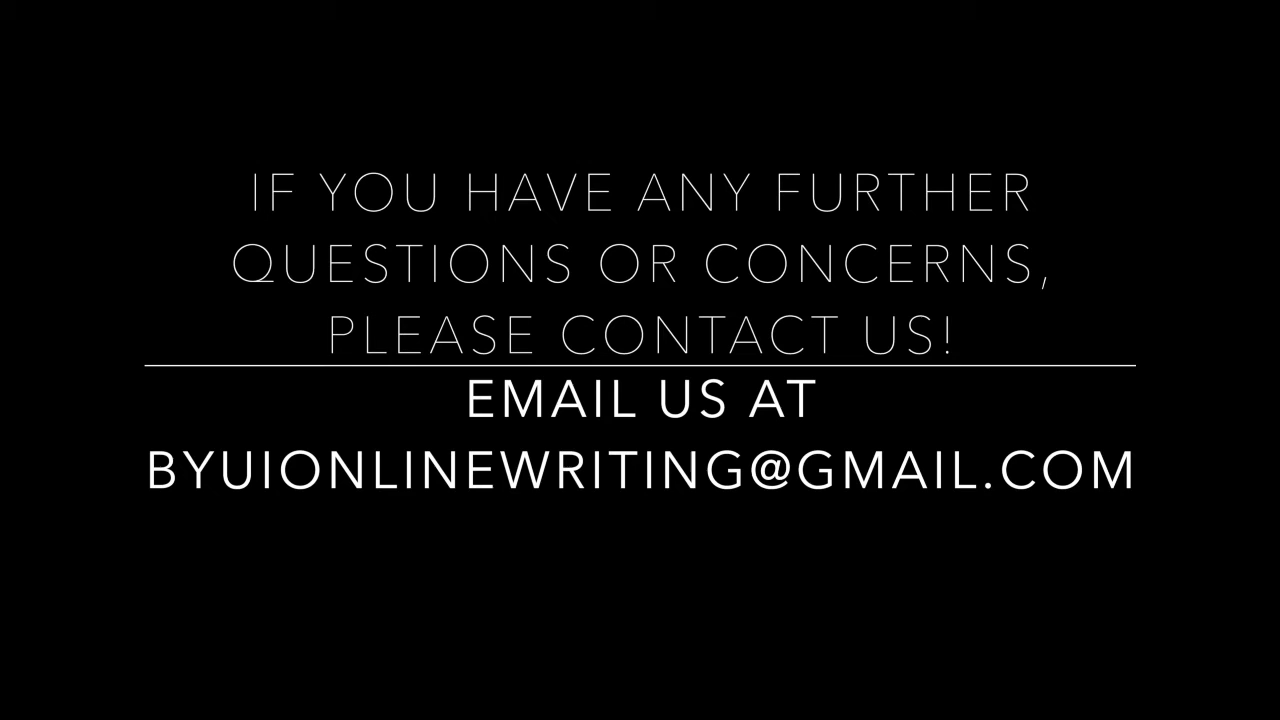 IF YOU HAVE ANY FURTHER
QUESTIONS OR CONCERNS,
PLEASE CONTACT US!
EMAIL US AT
BYUIONLINEWRITING@GMAIL.COM